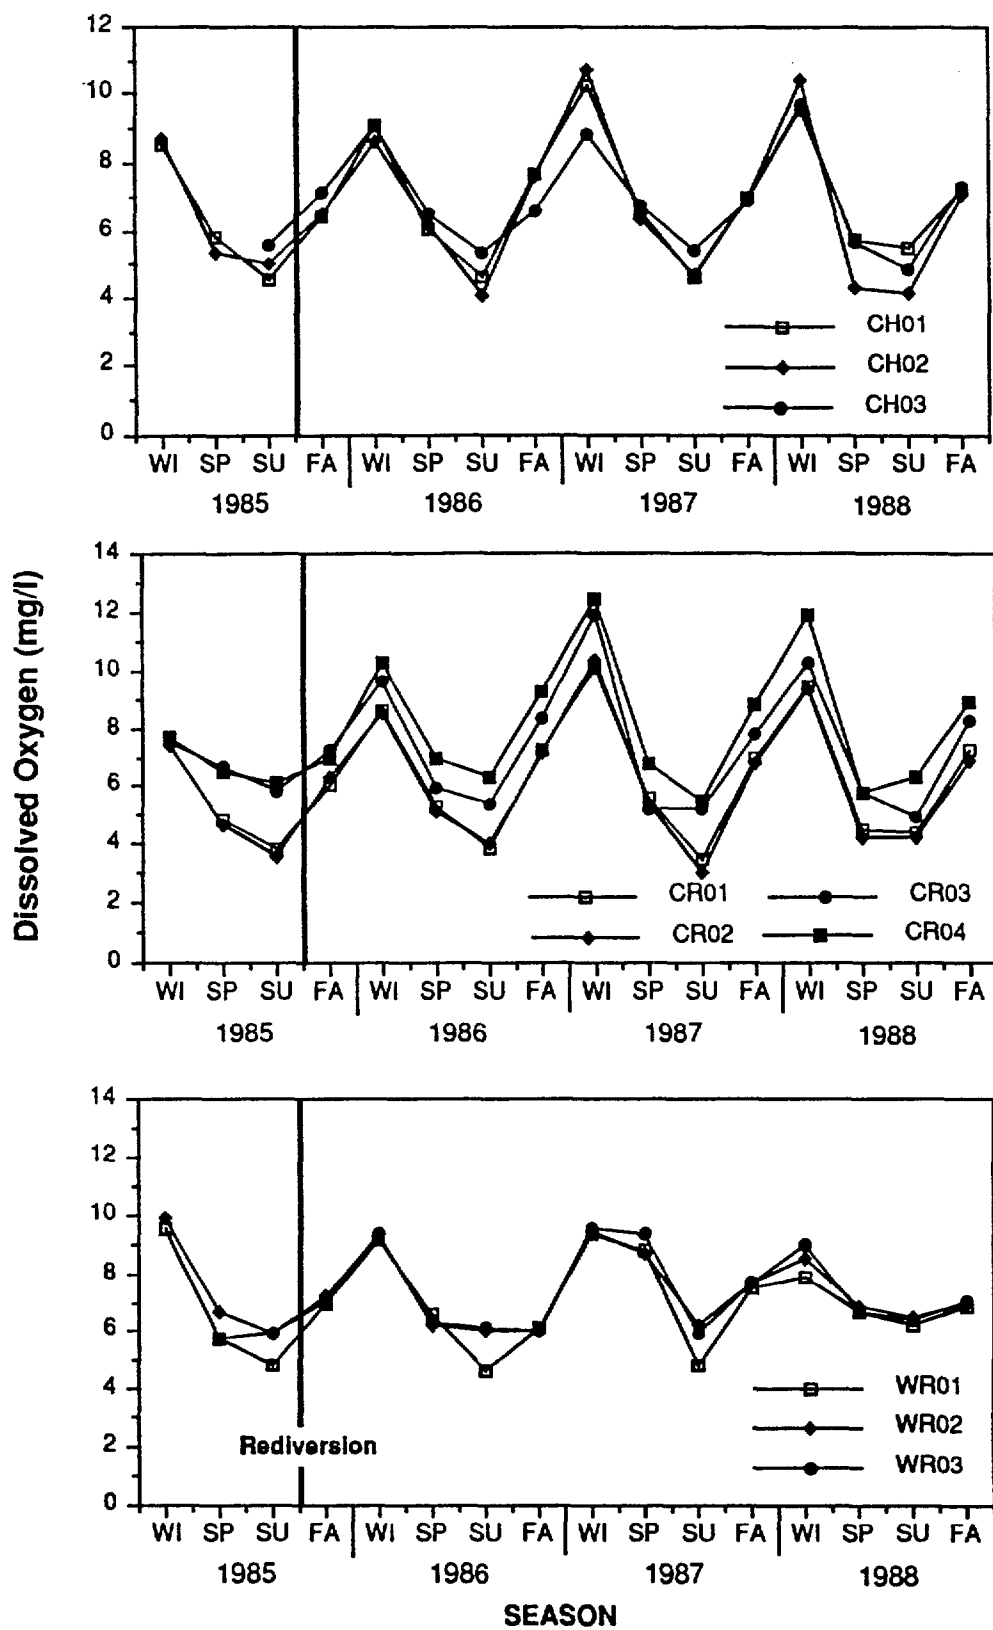 12
10
8
6
4
2
0
CH01
CH02
CH03
WI SP SU FA WI SP SU FA WI SP SU FA WI SP SU FA
1985 1986 1987 1988
Dissolved Oxygen (mg/l)
14
12
10
8
6
4
2
0
CR01 CR03
CR02 CR04
WI SP SU FA WI SP SU FA WI SP SU FA WI SP SU FA
1985 1986 1987 1988
14
12
10
8
6
4
2
0
WR01
WR02
WR03
Rediversion
WI SP SU FA WI SP SU FA WI SP SU FA WI SP SU FA
1985 1986 1987 1988
SEASON